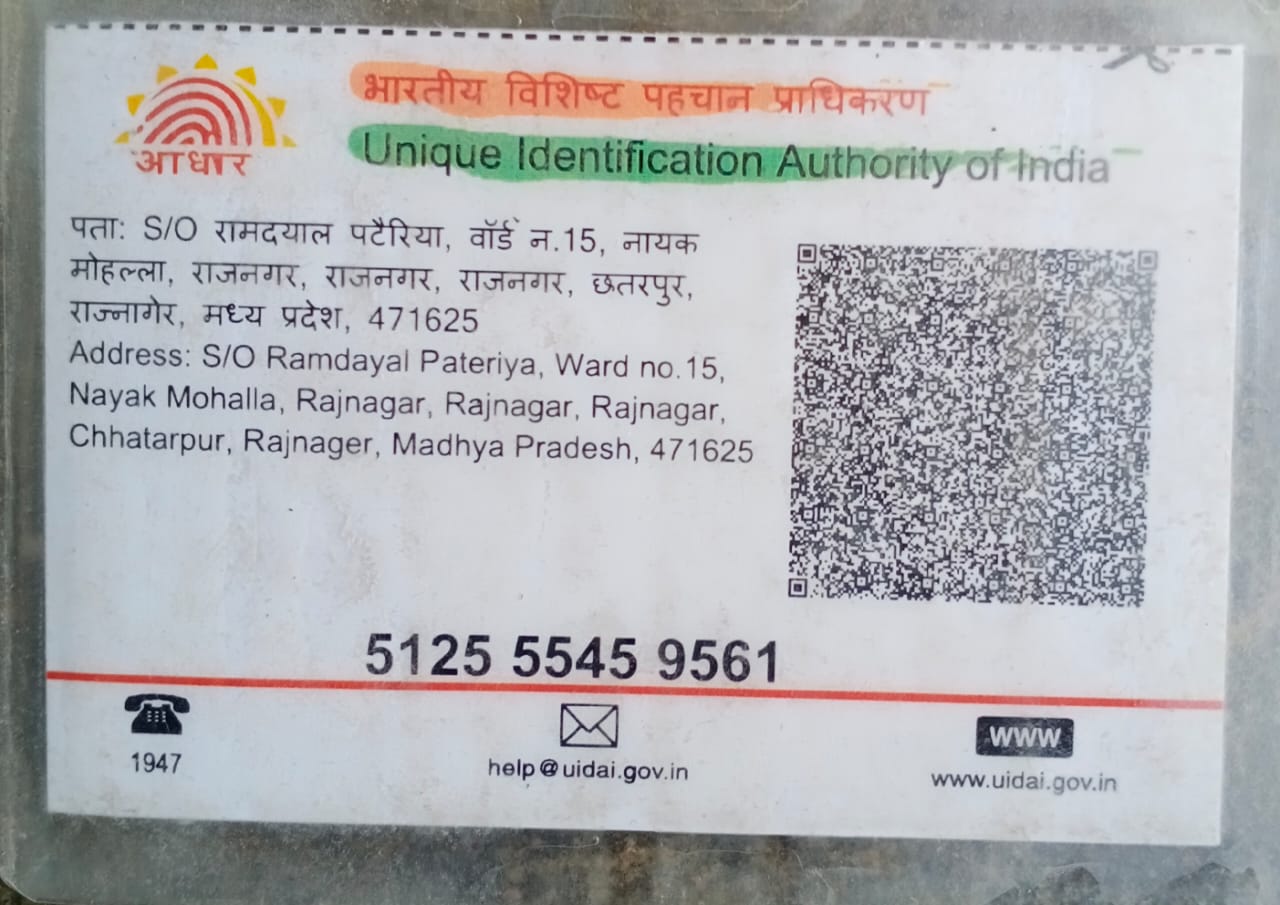 आधार
भारतीय विशिष्ट पहचान प्राधिकरण
Unique Identification Authority of India
पता: S/O रामदयाल पटैरिया, वॉर्ड न.15, नायक
मोहल्ला, राजनगर, राजनगर, राजनगर, छतरपुर,
राज्नागेर, मध्य प्रदेश, 471625
Address: S/O Ramdayal Pateriya, Ward no.15,
Nayak Mohalla, Rajnagar, Rajnagar, Rajnagar,
Chhatarpur, Rajnager, Madhya Pradesh, 471625
5125 5545 9561
WWW
1947
help@uidai.gov.in
www.uidai.gov.in